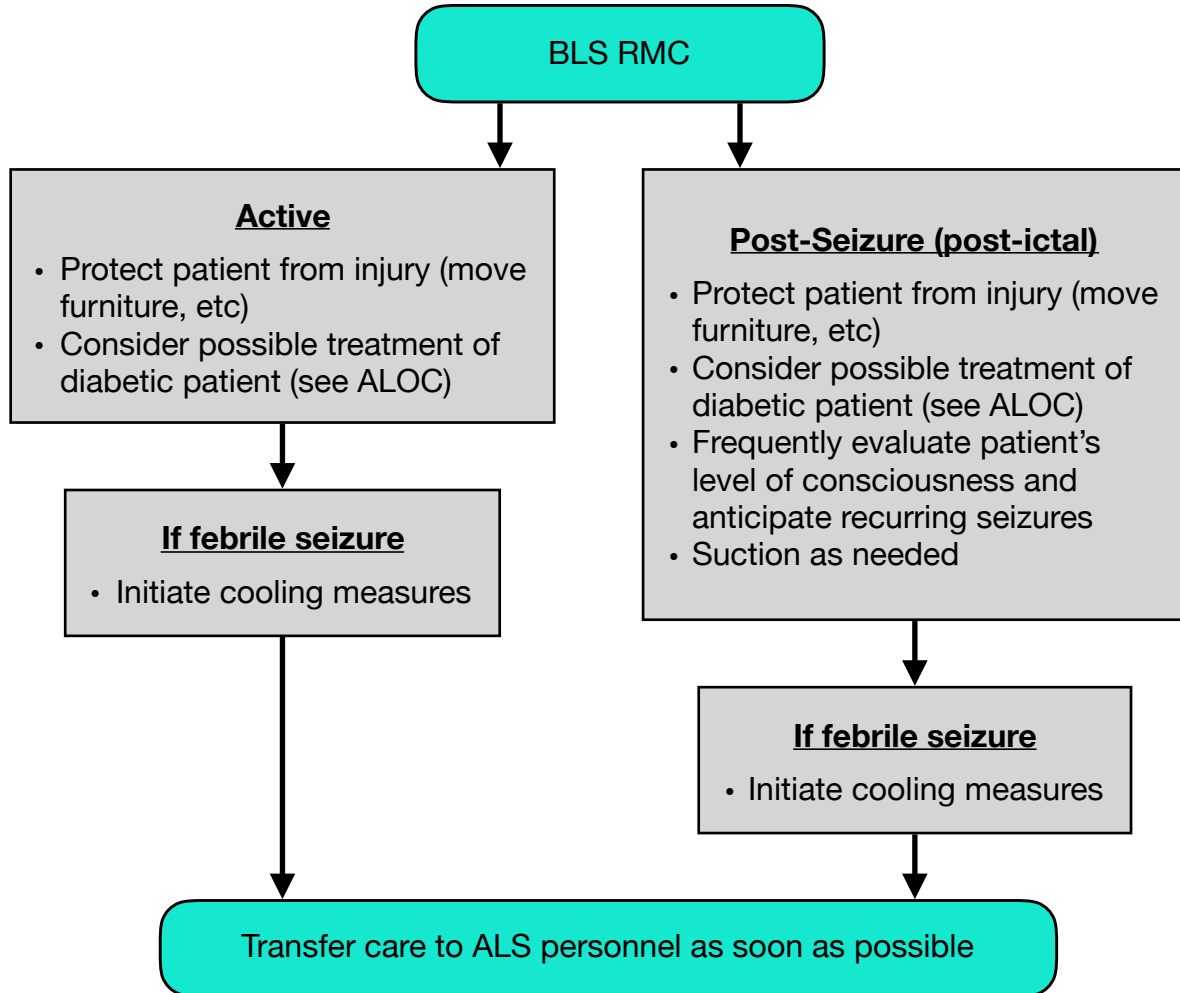 BLS RMC
Active
• Protect patient from injury (move
furniture, etc)
• Consider possible treatment of
diabetic patient (see ALOC)
If febrile seizure
• Initiate cooling measures
Post-Seizure (post-ictal)
• Protect patient from injury (move
furniture, etc)
• Consider possible treatment of
diabetic patient (see ALOC)
• Frequently evaluate patient’s
level of consciousness and
anticipate recurring seizures
• Suction as needed
If febrile seizure
• Initiate cooling measures
Transfer care to ALS personnel as soon as possible